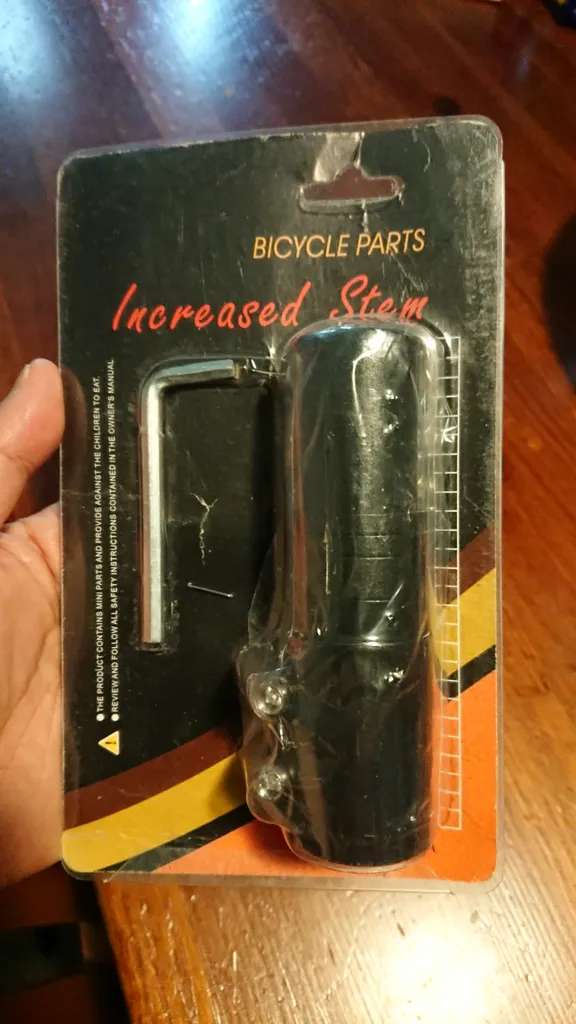 BICYCLE PARTS
Increased Stem
● THE PRODUCT CONTAINS MINI PARTS AND PROVIDE AGAINST THE CHILDREN TO EAT.
● REVIEW AND FOLLOW ALL SAFETY INSTRUCTIONS CONTAINED IN THE OWNER'S MANUAL